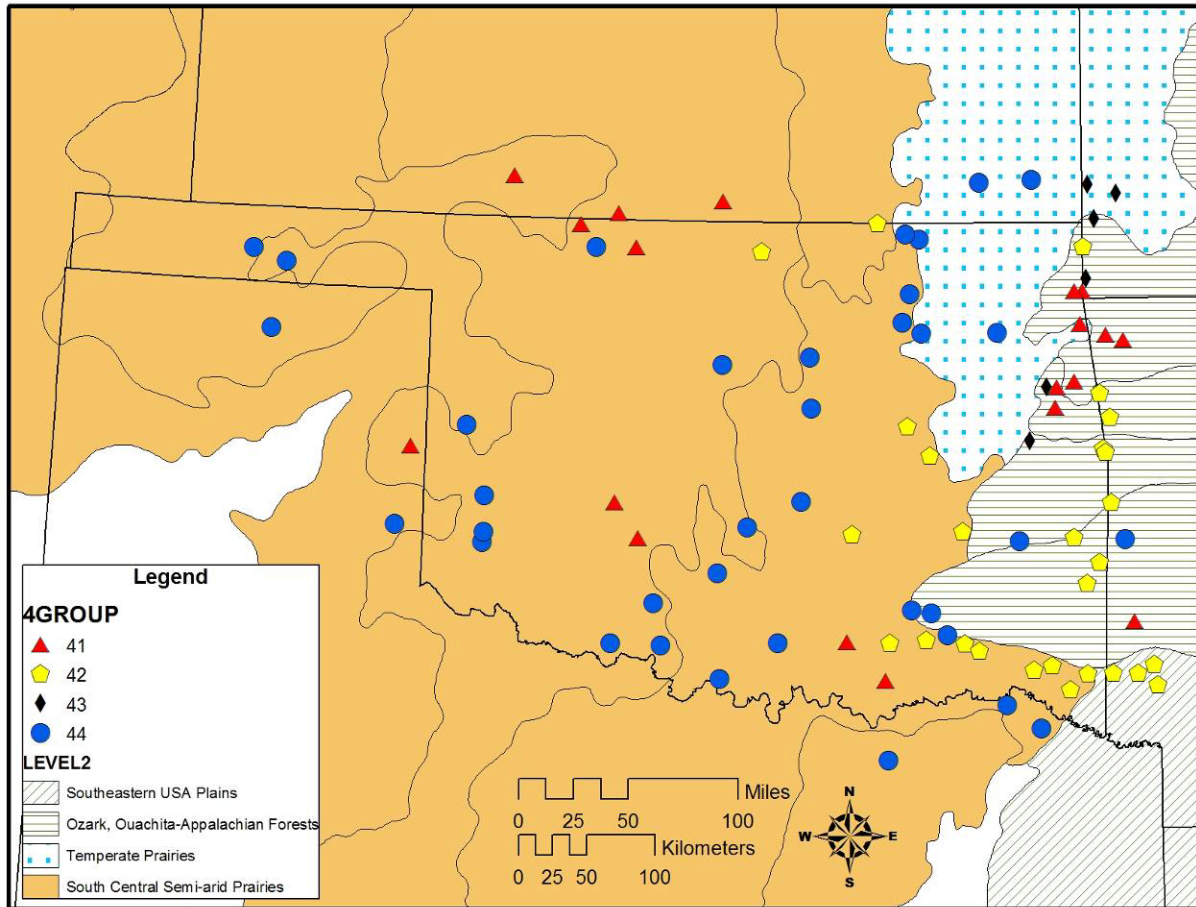 Legend
4GROUP
41
42
43
44
LEVEL2
Southeastern USA Plains
Ozark, Ouachita-Appalachian Forests
Temperate Prairies
South Central Semi-arid Prairies
Miles
0 25 50 100
Kilometers
0 25 50 100
N
W E
S